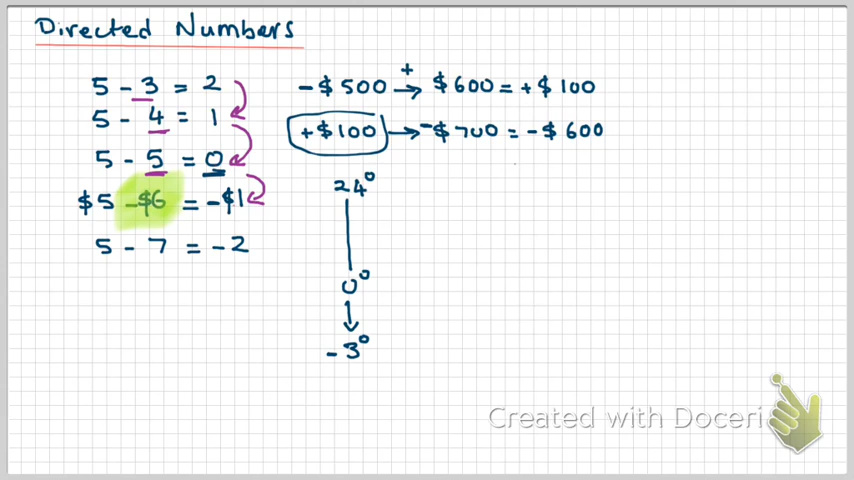 Directed Numbers
5 - 3 = 2
5 - 4 = 1
5 - 5 = 0
$5 -$6 = -$1
5 - 7 = -2
-$500 + → $600 = +$100
+$100 → -$700 = -$600
24°
0°
-3°
Created with Doceri